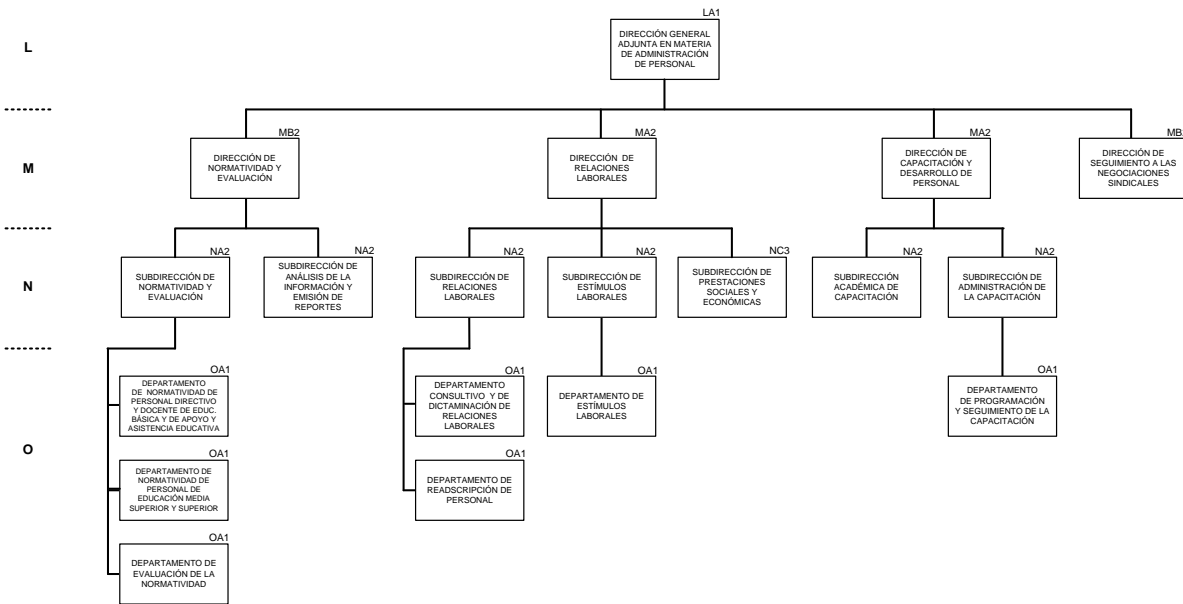 LA1
DIRECCIÓN GENERAL
ADJUNTA EN MATERIA
DE ADMINISTRACIÓN
DE PERSONAL
L
MB2
DIRECCIÓN DE
NORMATIVIDAD Y
EVALUACIÓN
MA2
DIRECCIÓN DE
RELACIONES
LABORALES
MA2
DIRECCIÓN DE
CAPACITACIÓN Y
DESARROLLO DE
PERSONAL
MB
DIRECCIÓN DE
SEGUIMIENTO A LAS
NEGOCIACIONES
SINDICALES
M
NA2
SUBDIRECCIÓN DE
NORMATIVIDAD Y
EVALUACIÓN
NA2
SUBDIRECCIÓN DE
ANÁLISIS DE LA
INFORMACIÓN Y
EMISIÓN DE
REPORTES
NA2
SUBDIRECCIÓN DE
RELACIONES
LABORALES
NA2
SUBDIRECCIÓN DE
ESTÍMULOS
LABORALES
NC3
SUBDIRECCIÓN DE
PRESTACIONES
SOCIALES Y
ECONÓMICAS
NA2
SUBDIRECCIÓN
ACADÉMICA DE
CAPACITACIÓN
NA2
SUBDIRECCIÓN DE
ADMINISTRACIÓN DE
LA CAPACITACIÓN
N
OA1
DEPARTAMENTO
DE NORMATIVIDAD DE
PERSONAL DIRECTIVO
Y DOCENTE DE EDUC.
BÁSICA Y DE APOYO Y
ASISTENCIA EDUCATIVA
OA1
DEPARTAMENTO
CONSULTIVO Y DE
DICTAMINACIÓN DE
RELACIONES
LABORALES
OA1
DEPARTAMENTO DE
ESTÍMULOS
LABORALES
OA1
DEPARTAMENTO
DE PROGRAMACIÓN
Y SEGUIMIENTO DE LA
CAPACITACIÓN
O
OA1
DEPARTAMENTO DE
NORMATIVIDAD DE
PERSONAL DE
EDUCACIÓN MEDIA
SUPERIOR Y SUPERIOR
OA1
DEPARTAMENTO DE
READSCRIPCIÓN DE
PERSONAL
OA1
DEPARTAMENTO DE
EVALUACIÓN DE LA
NORMATIVIDAD